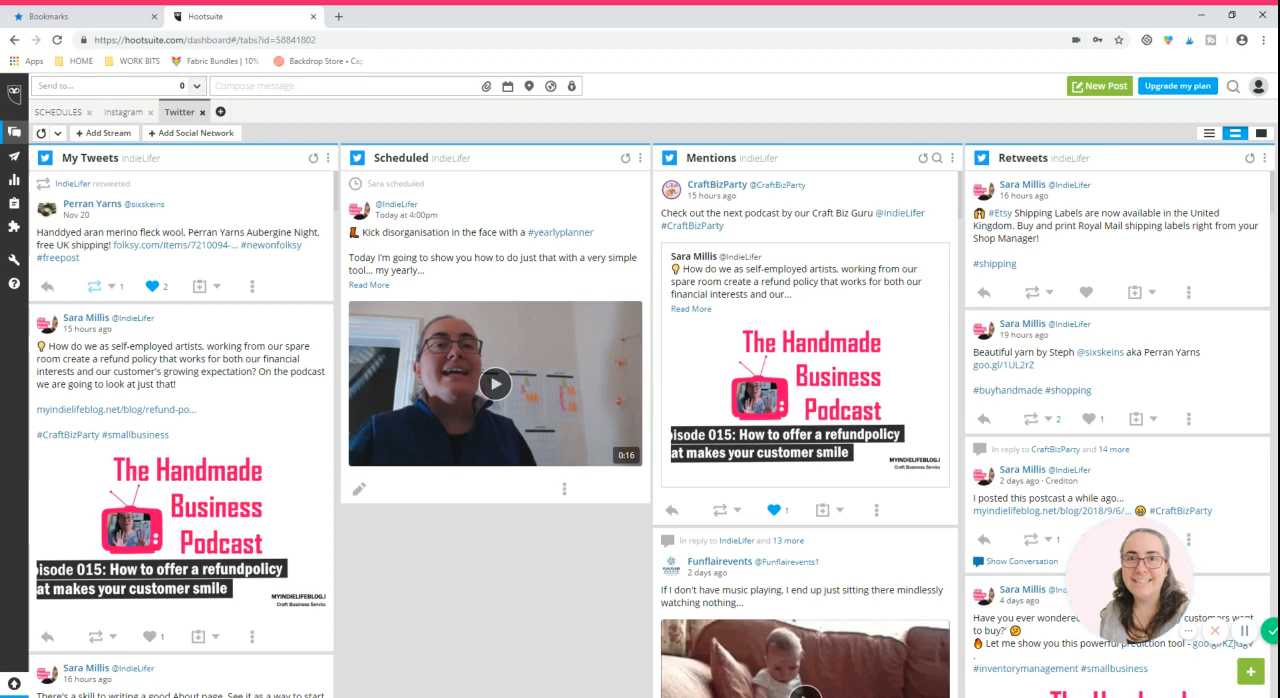 Bookmarks
Hootsuite
https://hootsuite.com/dashboard#/tabs?id=58841802
Apps HOME WORK BITS Fabric Bundles | 10% Backdrop Store • Ca
Send to... 0
Compose message...
New Post
Upgrade my plan
SCHEDULES Instagram Twitter
Add Stream
Add Social Network
My Tweets IndieLifer
IndieLifer retweeted
Perran Yarns @sixskeins
Nov 20
Handdyed aran merino fleck wool, Perran Yarns Aubergine Night,
free UK shipping! folksy.com/items/7210094-... #newonfolksy
#freepost
1 2
Sara Millis @IndieLifer
15 hours ago
How do we as self-employed artists, working from our spare
room create a refund policy that works for both our financial
interests and our customer's growing expectation? On the podcast
we are going to look at just that!
myindielifeblog.net/blog/refund-po...
#CraftBizParty #smallbusiness
The Handmade
Business
Podcast
isode 015: How to offer a refundpolicy
at makes your customer smile
MYINDIELIFEBLOG.I
Craft Business Servic
1
Sara Millis @IndieLifer
16 hours ago
There's a skill to writing a good About page. See it as a way to start
Scheduled IndieLifer
Sara scheduled
@IndieLifer
Today at 4:00pm
Kick disorganisation in the face with a #yearlyplanner
Today I'm going to show you how to do just that with a very simple
tool... my yearly...
Read More
0:16
Mentions IndieLifer
CraftBizParty @CraftBizParty
15 hours ago
Check out the next podcast by our Craft Biz Guru @IndieLifer
#CraftBizParty
Sara Millis @IndieLifer
How do we as self-employed artists, working from our
spare room create a refund policy that works for both our
financial interests and our...
Read More
The Handmade
Business
Podcast
isode 015: How to offer a refundpolicy
at makes your customer smile
MYINDIELIFEBLOG.I
Craft Business Servic
1
In reply to IndieLifer and 13 more
Funflairevents @Funflairevents1
2 days ago
If I don't have music playing, I end up just sitting there mindlessly
watching nothing...
Retweets IndieLifer
Sara Millis @IndieLifer
16 hours ago
#Etsy Shipping Labels are now available in the United
Kingdom. Buy and print Royal Mail shipping labels right from your
Shop Manager!
#shipping
Sara Millis @IndieLifer
19 hours ago
Beautiful yarn by Steph @sixskeins aka Perran Yarns
goo.gl/1UL2rZ
#buyhandmade #shopping
2 1
In reply to CraftBizParty and 14 more
Sara Millis @IndieLifer
2 days ago · Crediton
I posted this postcast a while ago...
myindielifeblog.net/blog/2018/9/6/... #CraftBizParty
1
Show Conversation
Sara Millis @Ind
4 days ago
Have you ever wondere customers want
to buy?'
Let me show you this powerful prediction tool - goo.gl/KZjGgV
.
#inventorymanagement #smallbusiness
The Handmade